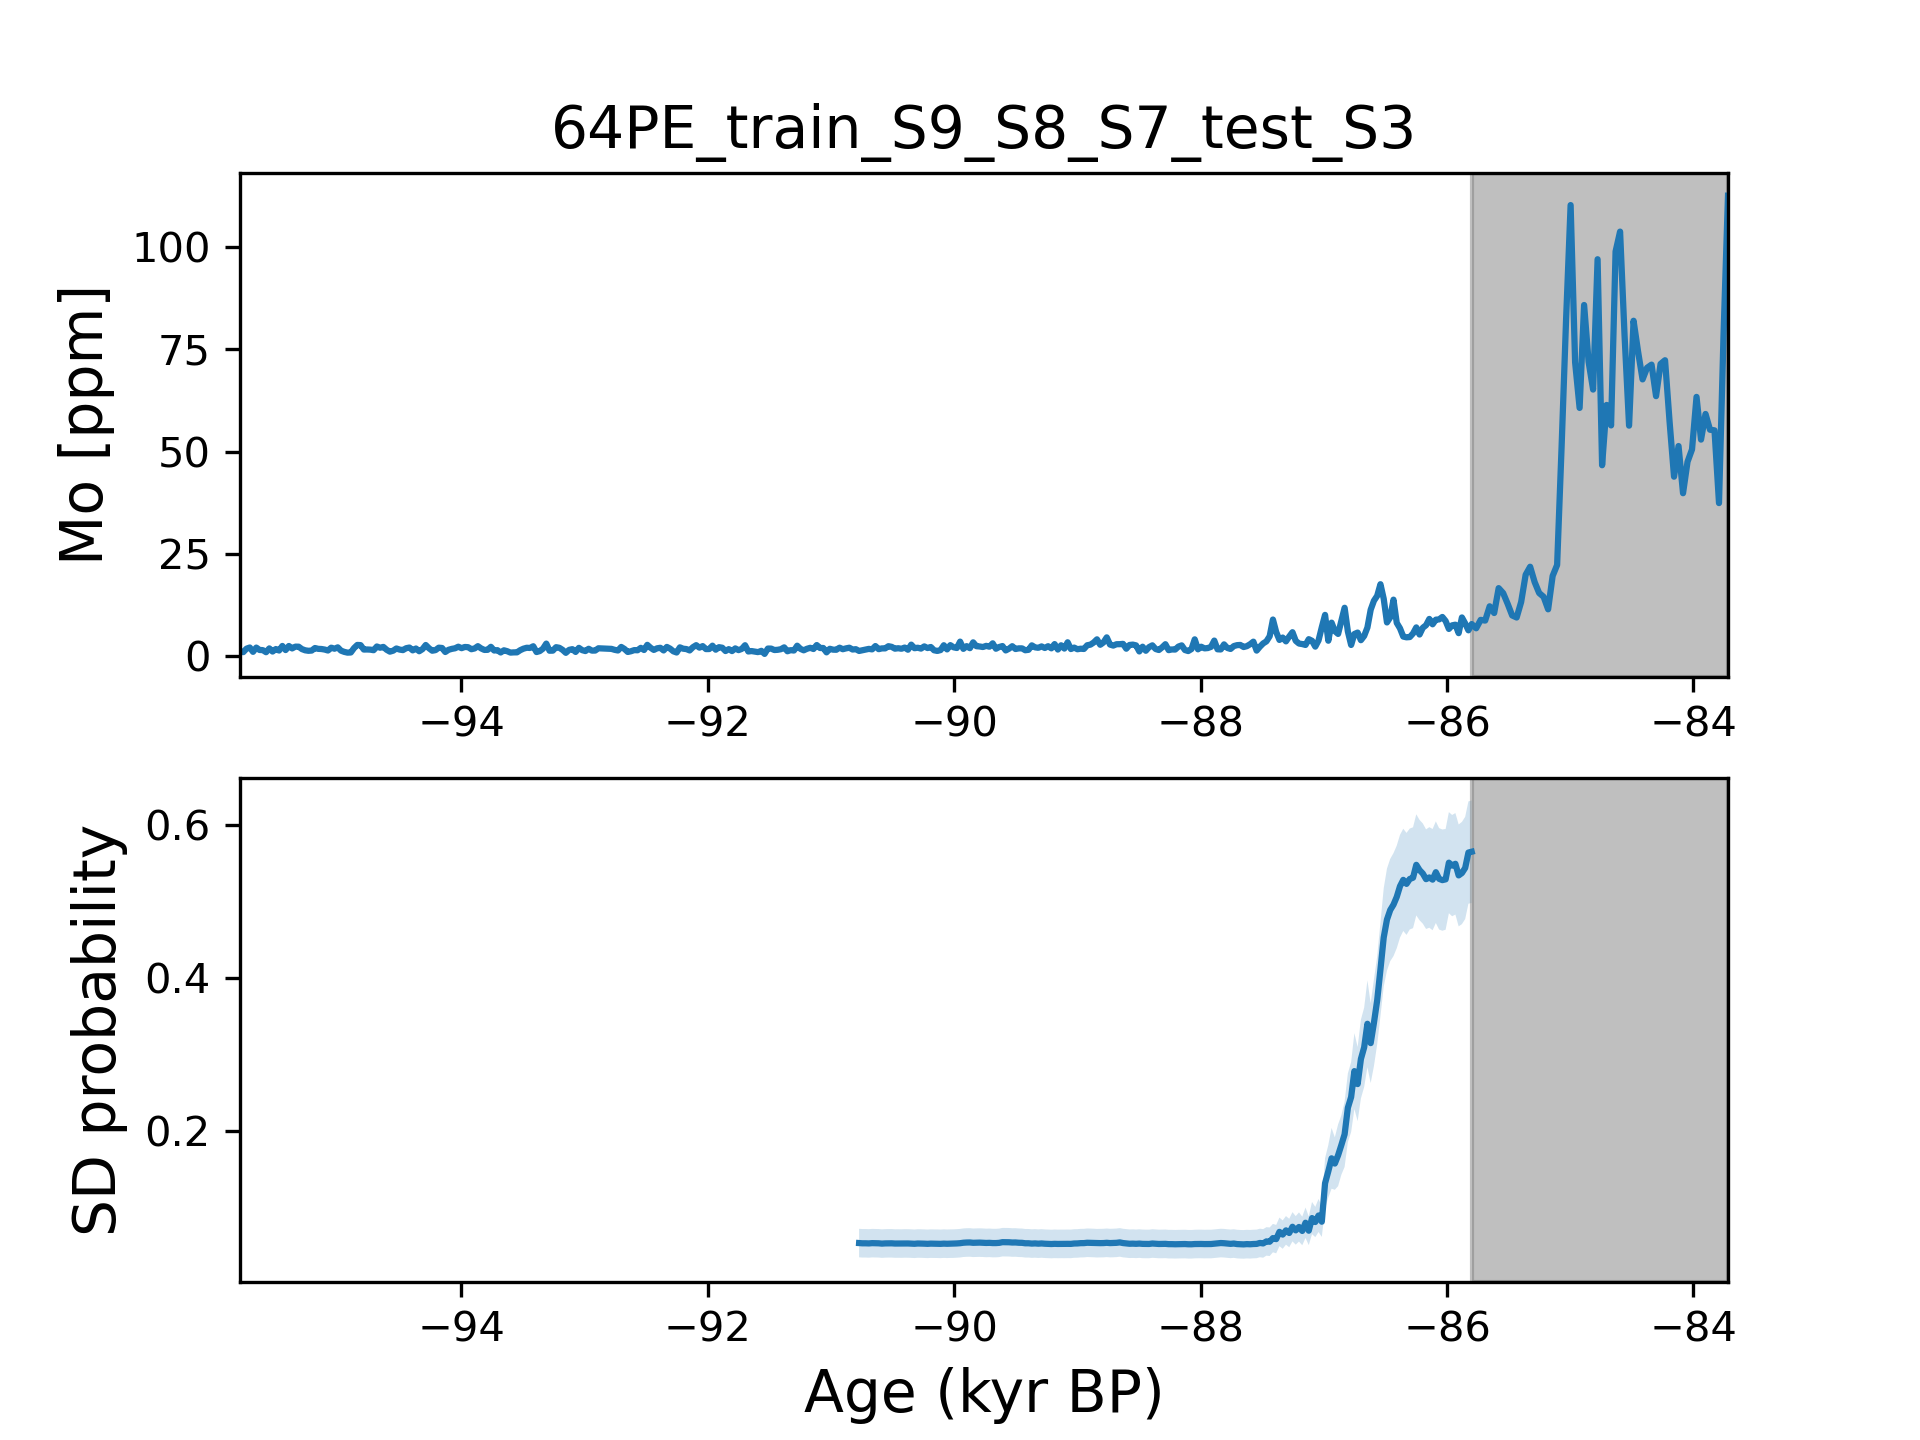 64PE_train_S9_S8_S7_test_S3
Mo [ppm]
100
75
50
25
0
−94 −92 −90 −88 −86 −84
SD probability
0.6
0.4
0.2
−94 −92 −90 −88 −86 −84
Age (kyr BP)